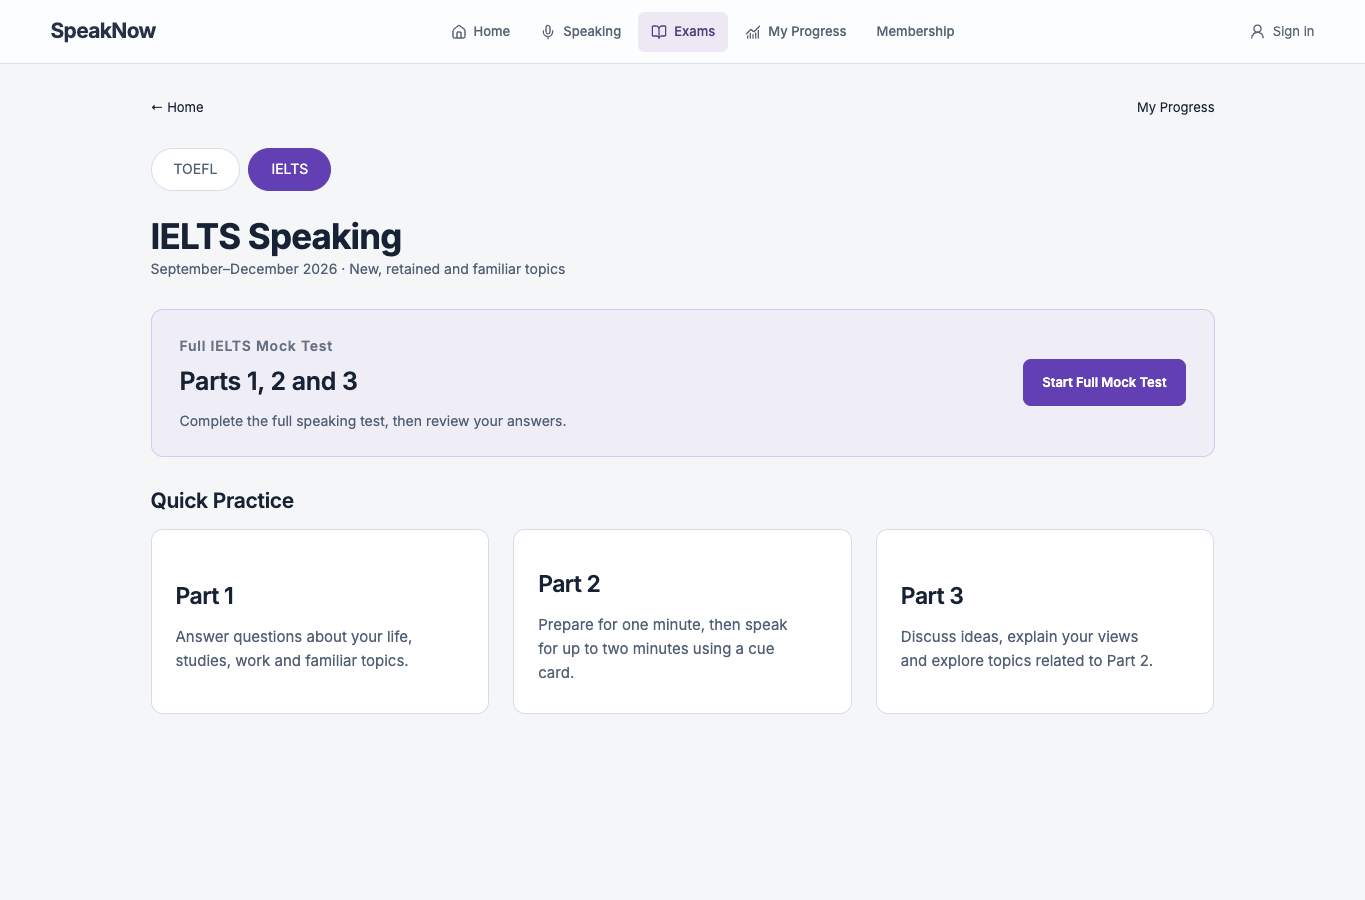 SpeakNow
Home
Speaking
Exams
My Progress
Membership
Sign In
← Home
My Progress
TOEFL
IELTS
IELTS Speaking
September–December 2026 · New, retained and familiar topics
Full IELTS Mock Test
Parts 1, 2 and 3
Complete the full speaking test, then review your answers.
Start Full Mock Test
Quick Practice
Part 1
Answer questions about your life,
studies, work and familiar topics.
Part 2
Prepare for one minute, then speak
for up to two minutes using a cue
card.
Part 3
Discuss ideas, explain your views
and explore topics related to Part 2.